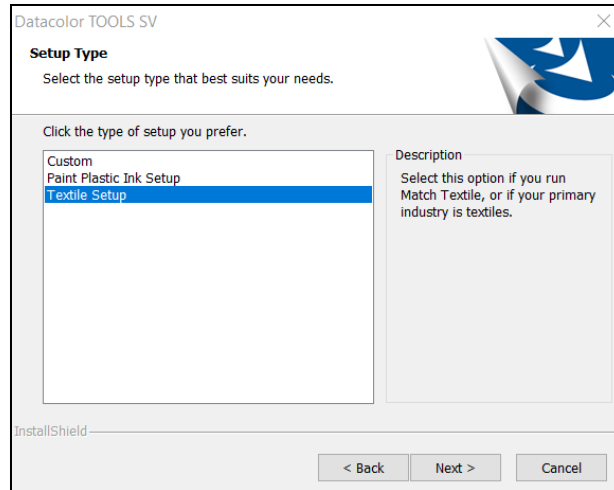 Datacolor TOOLS SV
Setup Type
Select the setup type that best suits your needs.
Click the type of setup you prefer.
Custom
Paint Plastic Ink Setup
Textile Setup
Description
Select this option if you run
Match Textile, or if your primary
industry is textiles.
InstallShield
< Back
Next >
Cancel